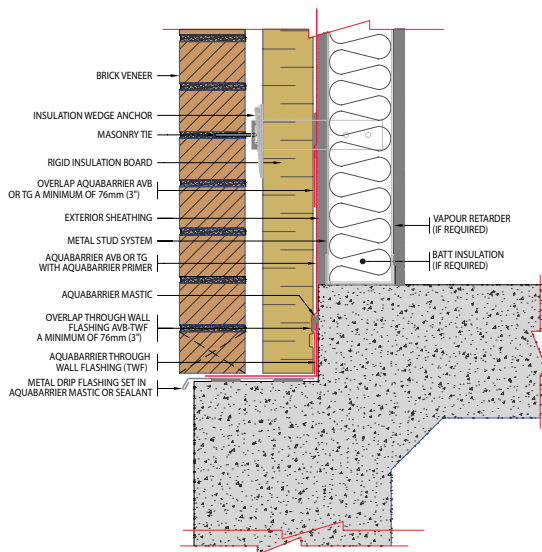 BRICK VENEER
INSULATION WEDGE ANCHOR
MASONRY TIE
RIGID INSULATION BOARD
OVERLAP AQUABARRIER AVB
OR TG A MINIMUM OF 76mm (3")
EXTERIOR SHEATHING
METAL STUD SYSTEM
AQUABARRIER AVB OR TG
WITH AQUABARRIER PRIMER
AQUABARRIER MASTIC
OVERLAP THROUGH WALL
FLASHING AVB-TWF
A MINIMUM OF 76mm (3")
AQUABARRIER THROUGH
WALL FLASHING (TWF)
METAL DRIP FLASHING SET IN
AQUABARRIER MASTIC OR SEALANT
VAPOUR RETARDER
(IF REQUIRED)
BATT INSULATION
(IF REQUIRED)